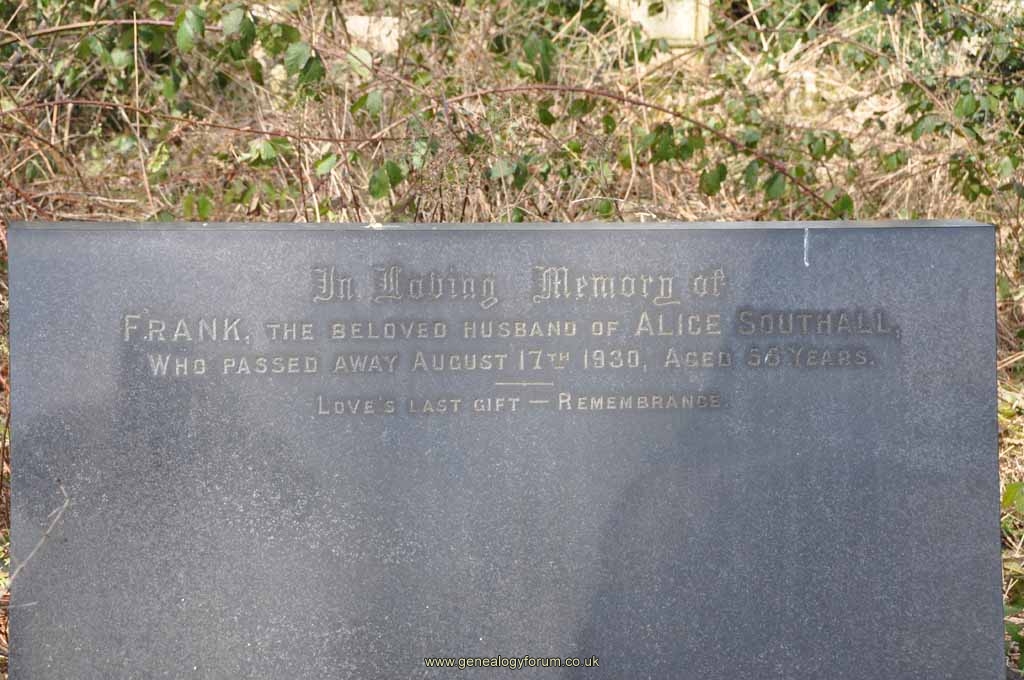 In Loving Memory of
FRANK, THE BELOVED HUSBAND OF ALICE SOUTHALL,
WHO PASSED AWAY AUGUST 17TH 1930, AGED 56 YEARS.
LOVE'S LAST GIFT – REMEMBRANCE.
www.genealogyforum.co.uk